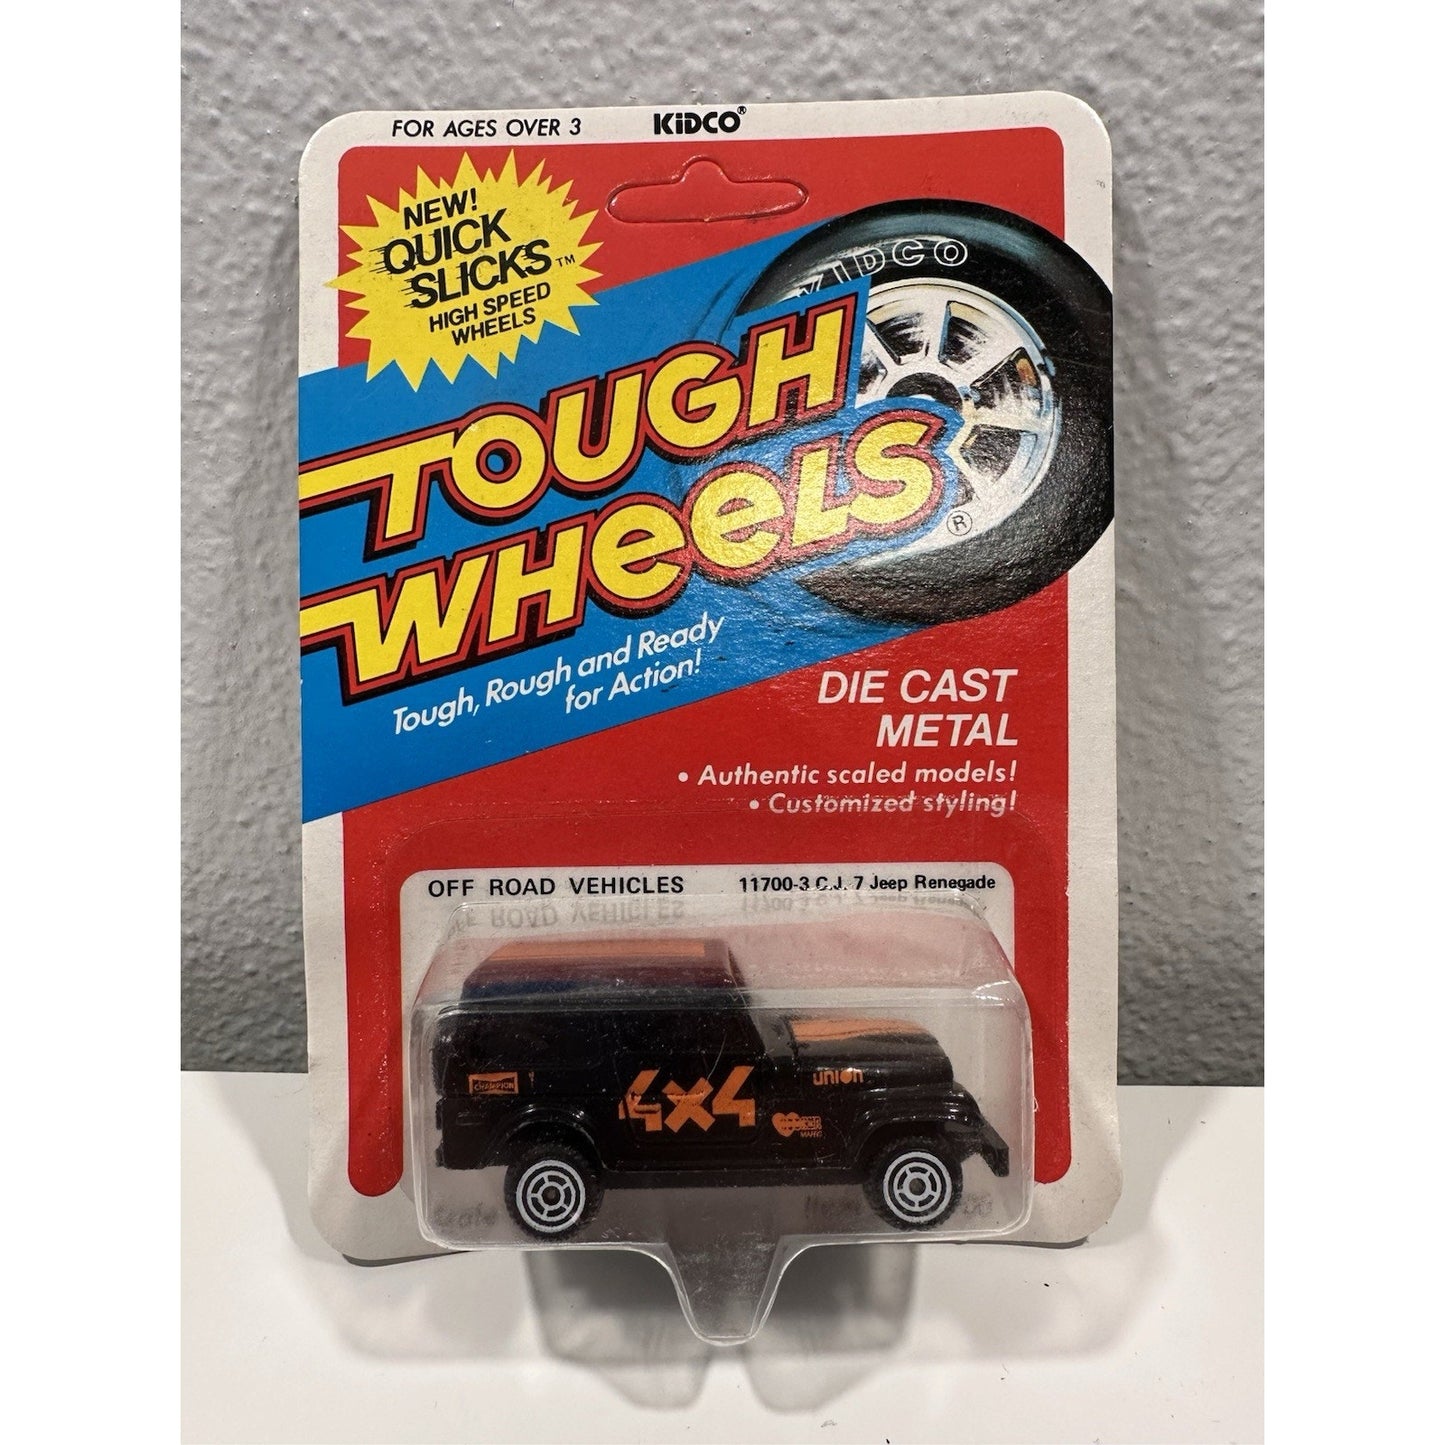 FOR AGES OVER 3
KiDCO®
NEW!
QUICK
SLICKS™
HIGH SPEED
WHEELS
KIDCO
TOUGH
WHEELS®
Tough, Rough and Ready
for Action!
DIE CAST
METAL
• Authentic scaled models!
• Customized styling!
OFF ROAD VEHICLES
11700-3 C.J. 7 Jeep Renegade
CHAMPION
4x4
union